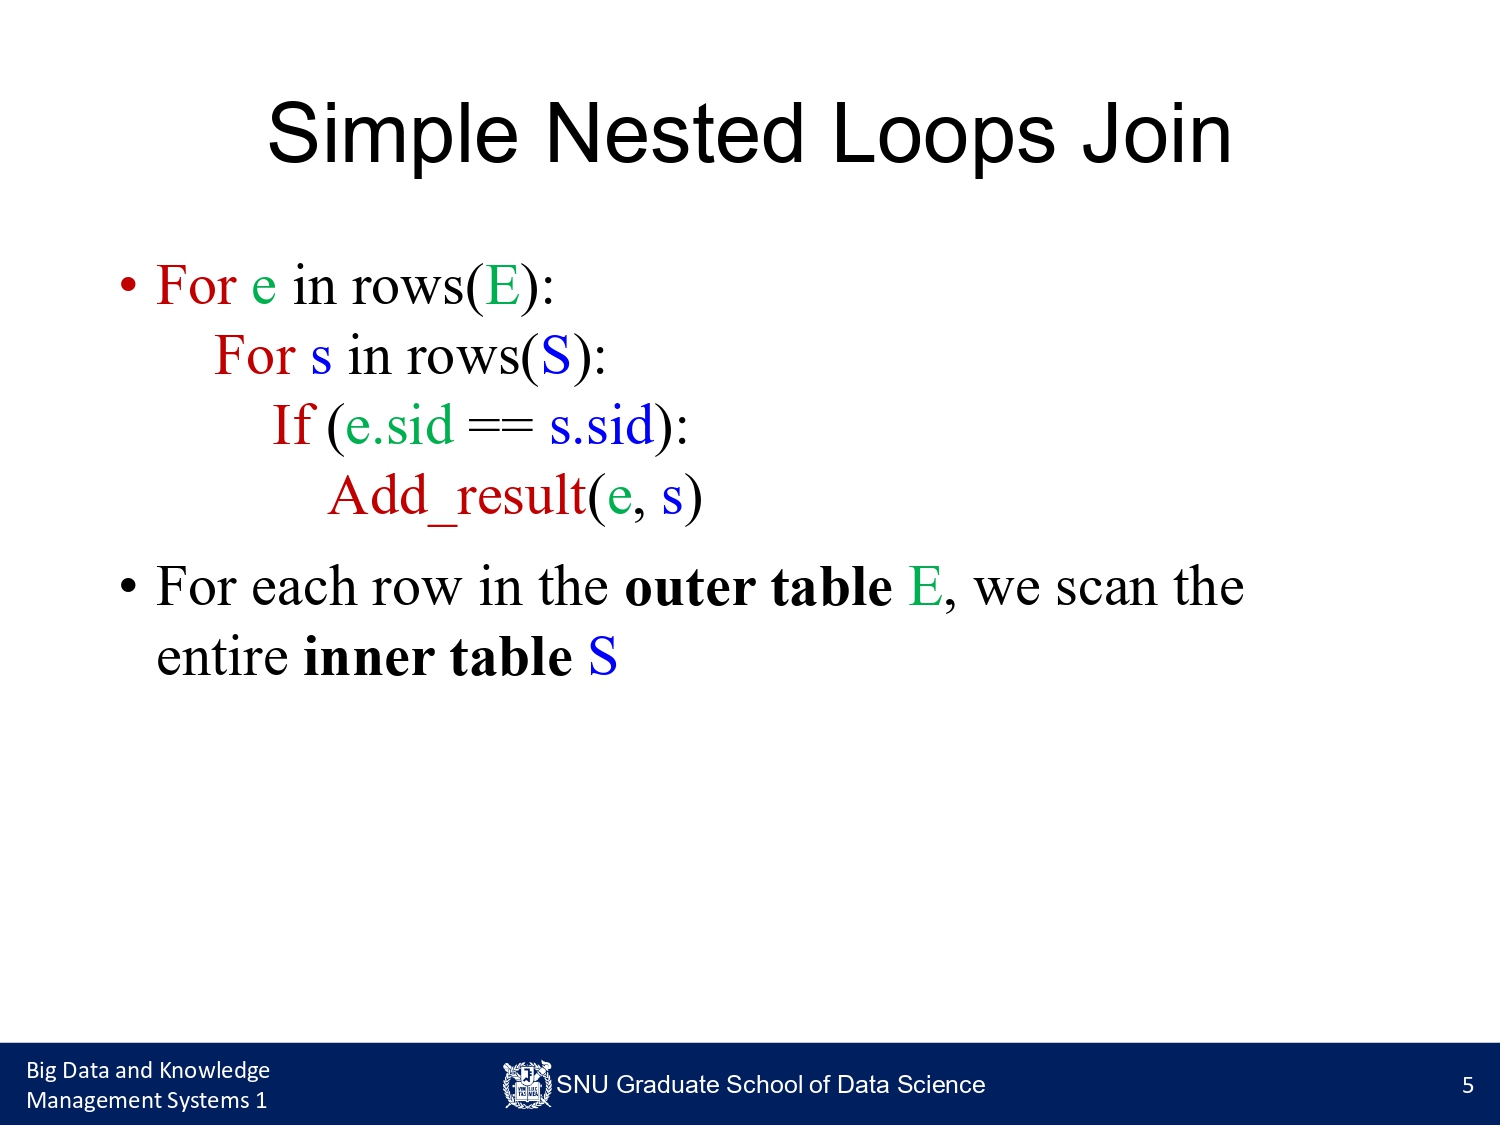 Simple Nested Loops Join
• For e in rows(E):
For s in rows(S):
If (e.sid == s.sid):
Add_result(e, s)
• For each row in the outer table E, we scan the
entire inner table S
Big Data and Knowledge
Management Systems 1
SNU Graduate School of Data Science
5